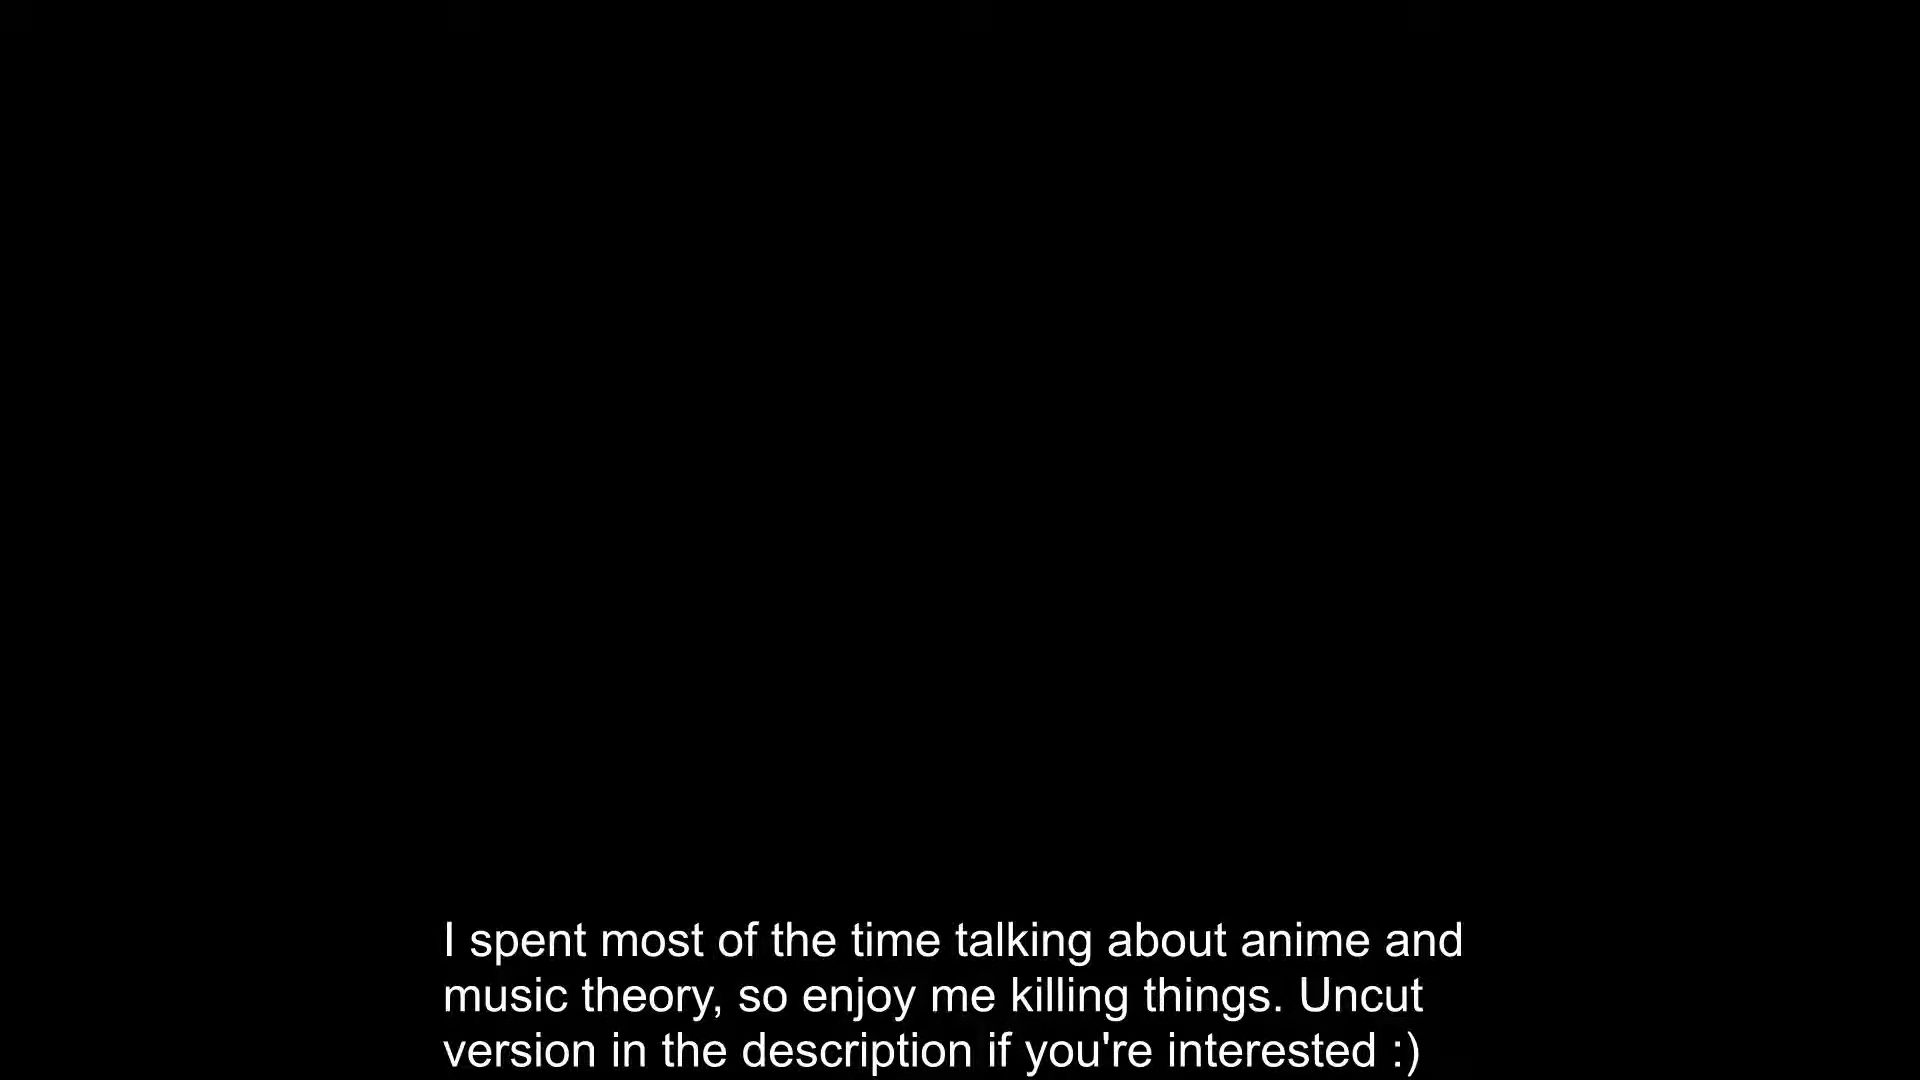 I spent most of the time talking about anime and
music theory, so enjoy me killing things. Uncut
version in the description if you're interested :)